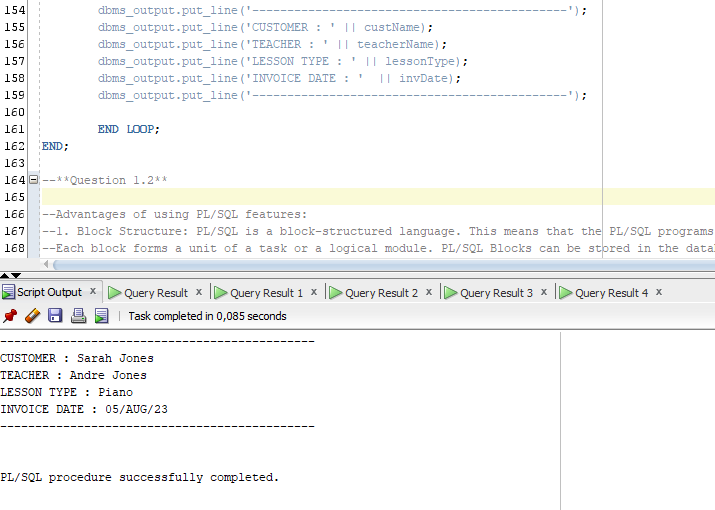 154 dbms_output.put_line('---------------------------------------------');
155 dbms_output.put_line('CUSTOMER : ' || custName);
156 dbms_output.put_line('TEACHER : ' || teacherName);
157 dbms_output.put_line('LESSON TYPE : ' || lessonType);
158 dbms_output.put_line('INVOICE DATE : '  || invDate);
159 dbms_output.put_line('---------------------------------------------');
160
161 END LOOP;
162 END;
163
164 --**Question 1.2**
165
166 --Advantages of using PL/SQL features:
167 --1. Block Structure: PL/SQL is a block-structured language. This means that the PL/SQL programs
168 --Each block forms a unit of a task or a logical module. PL/SQL Blocks can be stored in the data
Script Output x Query Result x Query Result 1 x Query Result 2 x Query Result 3 x Query Result 4 x
Task completed in 0,085 seconds
---------------------------------------------
CUSTOMER : Sarah Jones
TEACHER : Andre Jones
LESSON TYPE : Piano
INVOICE DATE : 05/AUG/23
---------------------------------------------
PL/SQL procedure successfully completed.